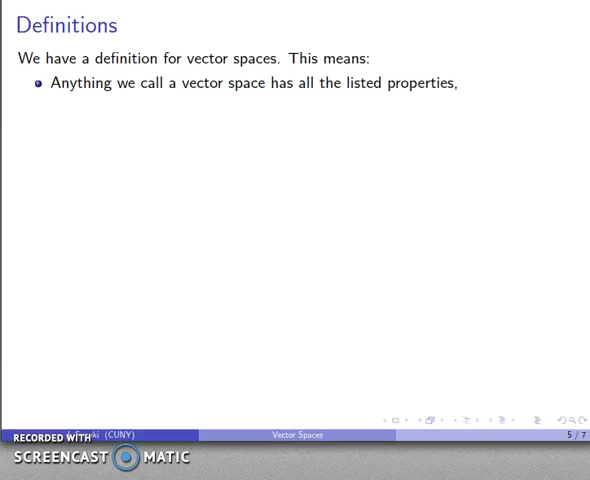 Definitions
We have a definition for vector spaces. This means:
Anything we call a vector space has all the listed properties,
(CUNY)
Vector Spaces
5 / 7
RECORDED WITH
SCREENCAST MATIC